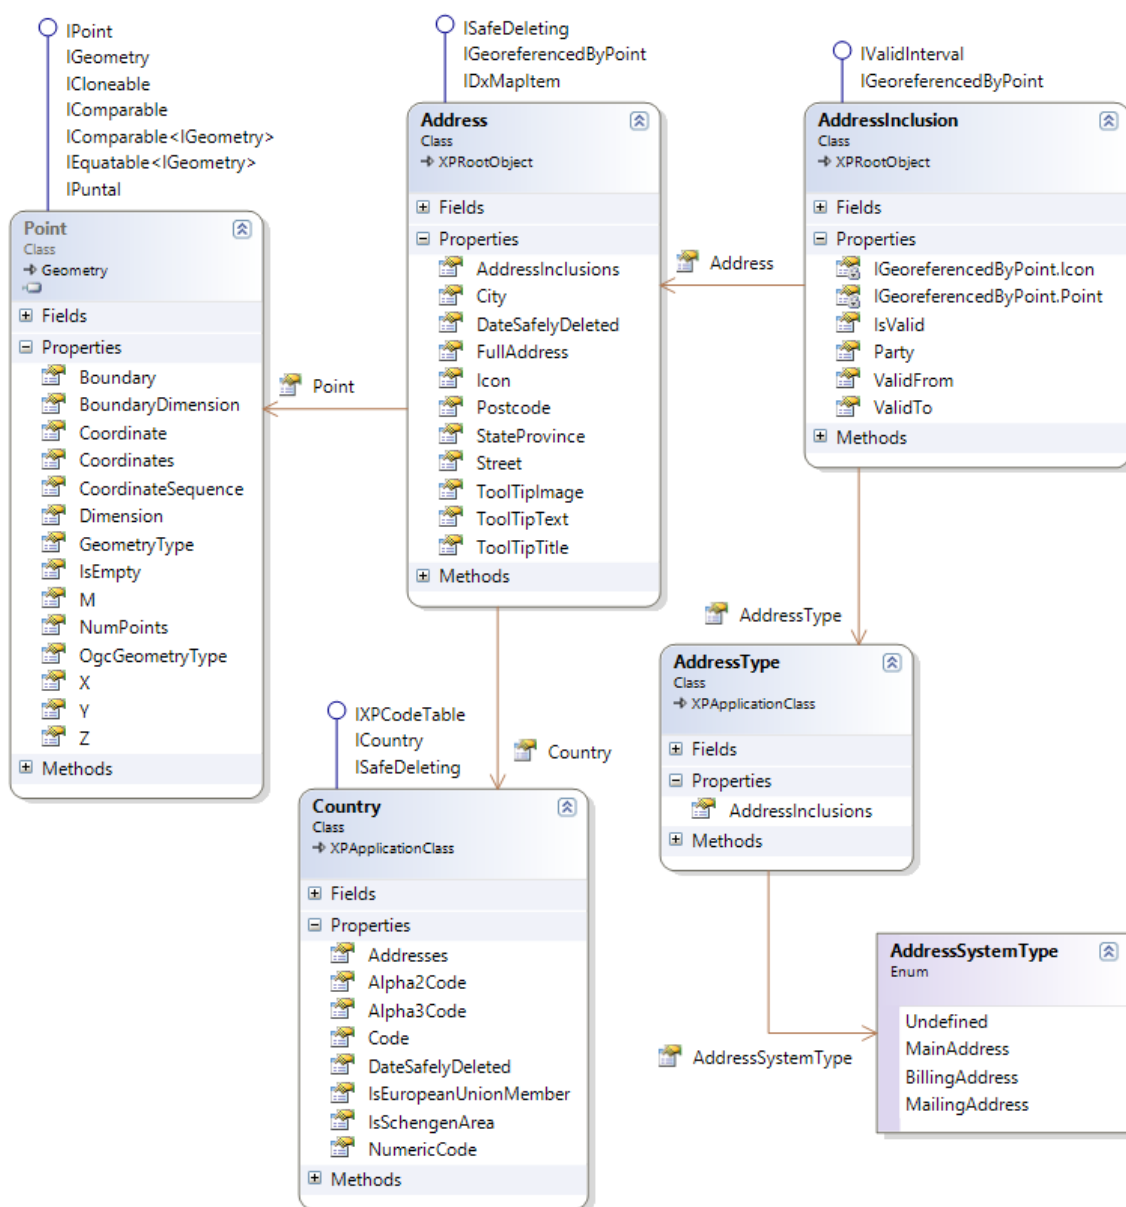 IPoint
IGeometry
ICloneable
IComparable
IComparable<IGeometry>
IEquatable<IGeometry>
IPuntal
Point
Class
Geometry
Fields
Properties
Boundary
BoundaryDimension
Coordinate
Coordinates
CoordinateSequence
Dimension
GeometryType
IsEmpty
M
NumPoints
OgcGeometryType
X
Y
Z
Methods
Point
ISafeDeleting
IGeoreferencedByPoint
IDxMapItem
Address
Class
XPRootObject
Fields
Properties
AddressInclusions
City
DateSafelyDeleted
FullAddress
Icon
Postcode
StateProvince
Street
ToolTipImage
ToolTipText
ToolTipTitle
Methods
Address
IValidInterval
IGeoreferencedByPoint
AddressInclusion
Class
XPRootObject
Fields
Properties
IGeoreferencedByPoint.Icon
IGeoreferencedByPoint.Point
IsValid
Party
ValidFrom
ValidTo
Methods
AddressType
AddressType
Class
XPApplicationClass
Fields
Properties
AddressInclusions
Methods
Country
IXPCodeTable
ICountry
ISafeDeleting
Country
Class
XPApplicationClass
Fields
Properties
Addresses
Alpha2Code
Alpha3Code
Code
DateSafelyDeleted
IsEuropeanUnionMember
IsSchengenArea
NumericCode
Methods
AddressSystemType
AddressSystemType
Enum
Undefined
MainAddress
BillingAddress
MailingAddress